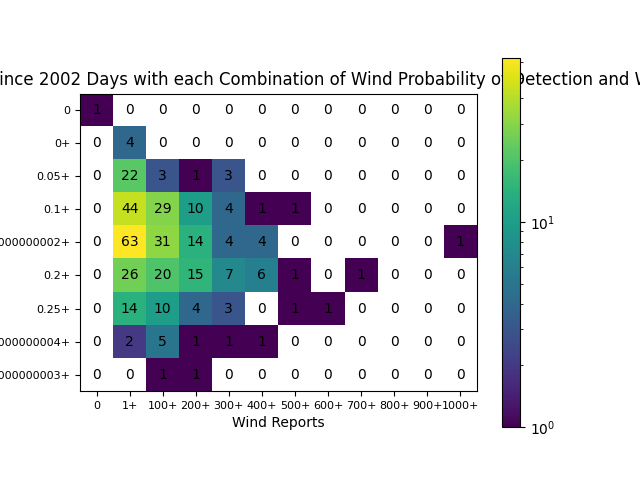 ince 2002 Days with each Combination of Wind Probability of Detection and W
0 1 0 0 0 0 0 0 0 0 0 0 0
0+ 0 4 0 0 0 0 0 0 0 0 0 0
0.05+ 0 22 3 1 3 0 0 0 0 0 0 0
0.1+ 0 44 29 10 4 1 1 0 0 0 0 0
000000002+ 0 63 31 14 4 4 0 0 0 0 0 1
0.2+ 0 26 20 15 7 6 1 0 1 0 0 0
0.25+ 0 14 10 4 3 0 1 1 0 0 0 0
000000004+ 0 2 5 1 1 1 0 0 0 0 0 0
000000003+ 0 0 1 1 0 0 0 0 0 0 0 0
0 1+ 100+ 200+ 300+ 400+ 500+ 600+ 700+ 800+ 900+ 1000+
Wind Reports
10¹
10⁰